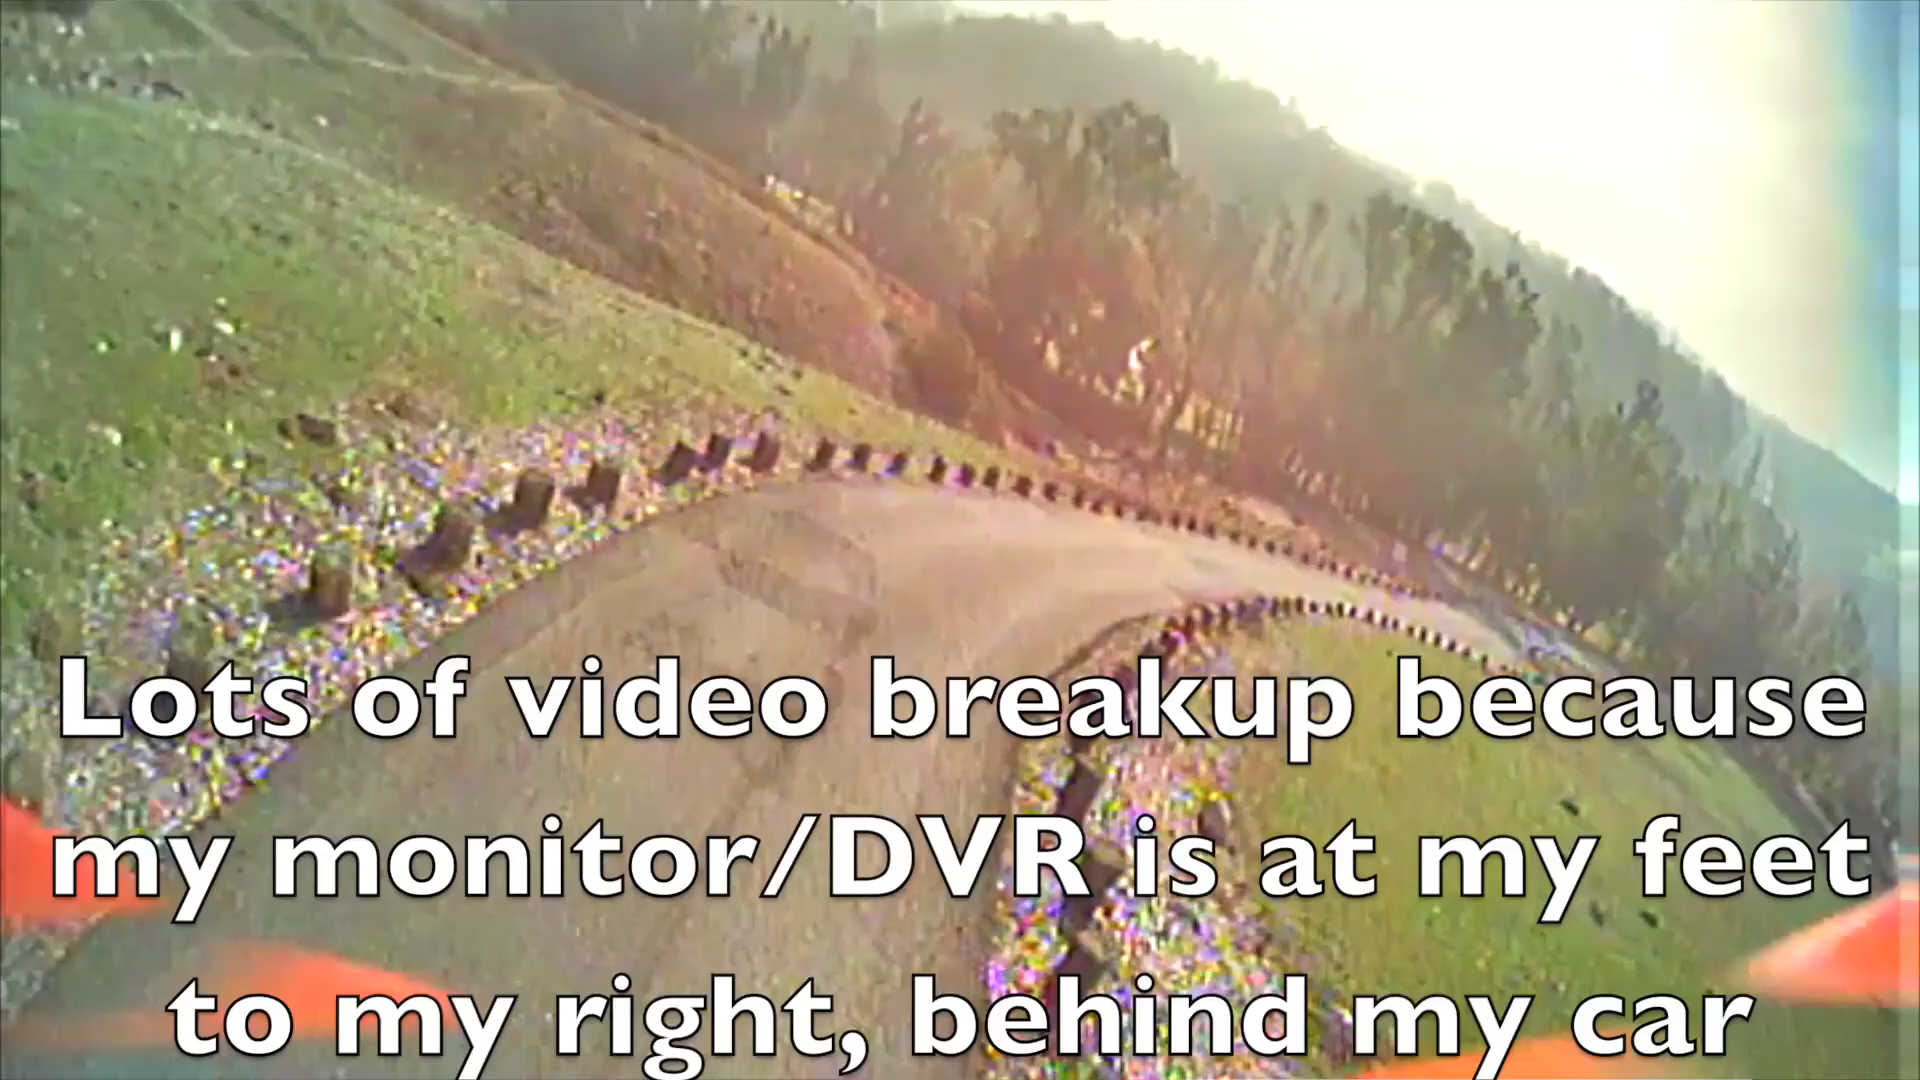 Lots of video breakup because
my monitor/DVR is at my feet
to my right, behind my car